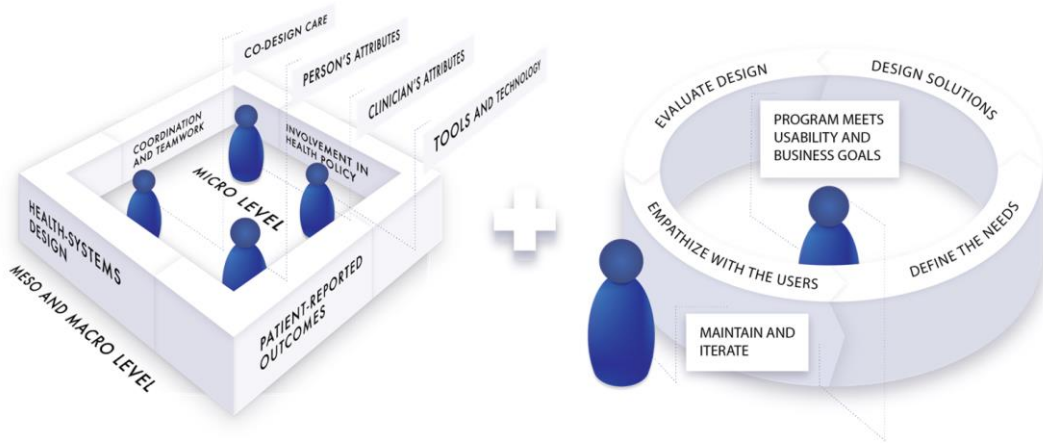 CO-DESIGN CARE
PERSON'S ATTRIBUTES
CLINICIAN'S ATTRIBUTES
TOOLS AND TECHNOLOGY
COORDINATION
AND TEAMWORK
INVOLVEMENT IN
HEALTH POLICY
MICRO LEVEL
HEALTH-SYSTEMS
DESIGN
PATIENT-REPORTED
OUTCOMES
MESO AND MACRO LEVEL
EVALUATE DESIGN
DESIGN SOLUTIONS
PROGRAM MEETS
USABILITY AND
BUSINESS GOALS
EMPATHIZE WITH THE USERS
DEFINE THE NEEDS
MAINTAIN AND
ITERATE